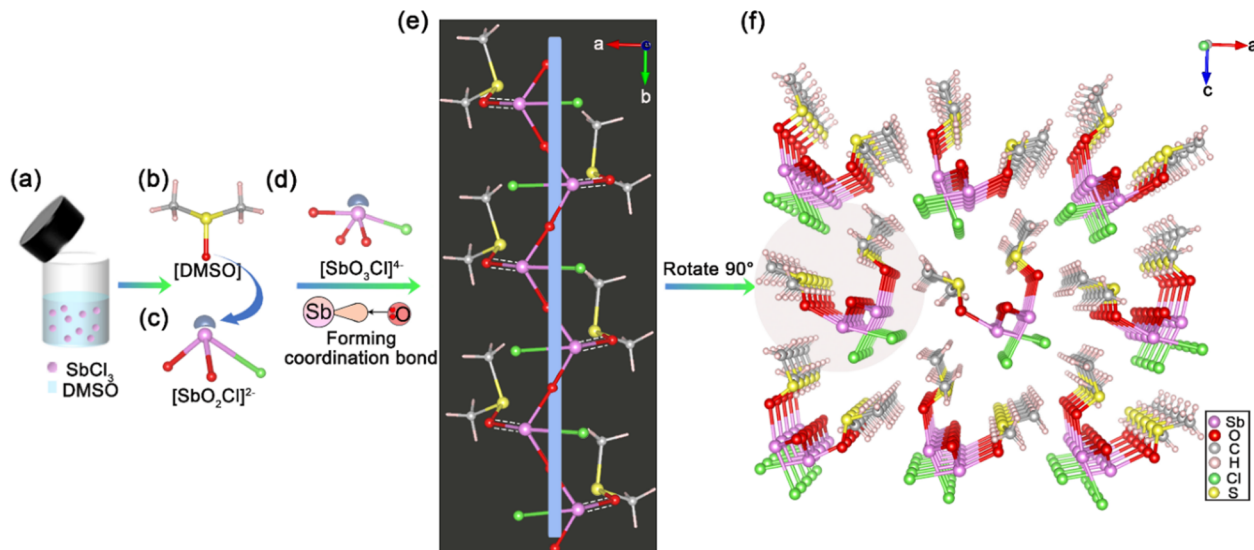 (a)
SbCl₃
DMSO
(b)
[DMSO]
(c)
[SbO₂Cl]²⁻
(d)
[SbO₃Cl]⁴⁻
Sb
O
Forming
coordination bond
(e)
a
b
Rotate 90°
(f)
a
c
Sb
O
C
H
Cl
S